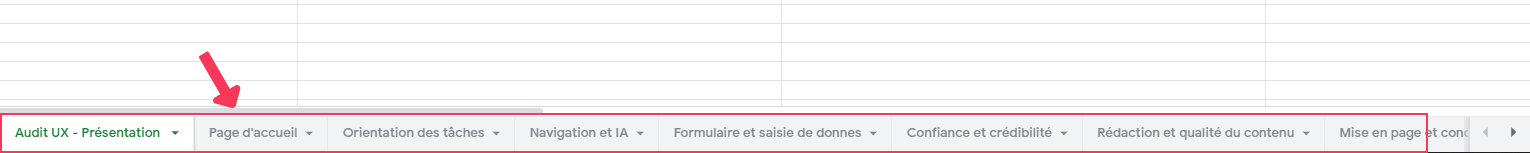 Audit UX - Présentation Page d'accueil Orientation des tâches Navigation et IA Formulaire et saisie de donnes Confiance et crédibilité Rédaction et qualité du contenu Mise en page et conc